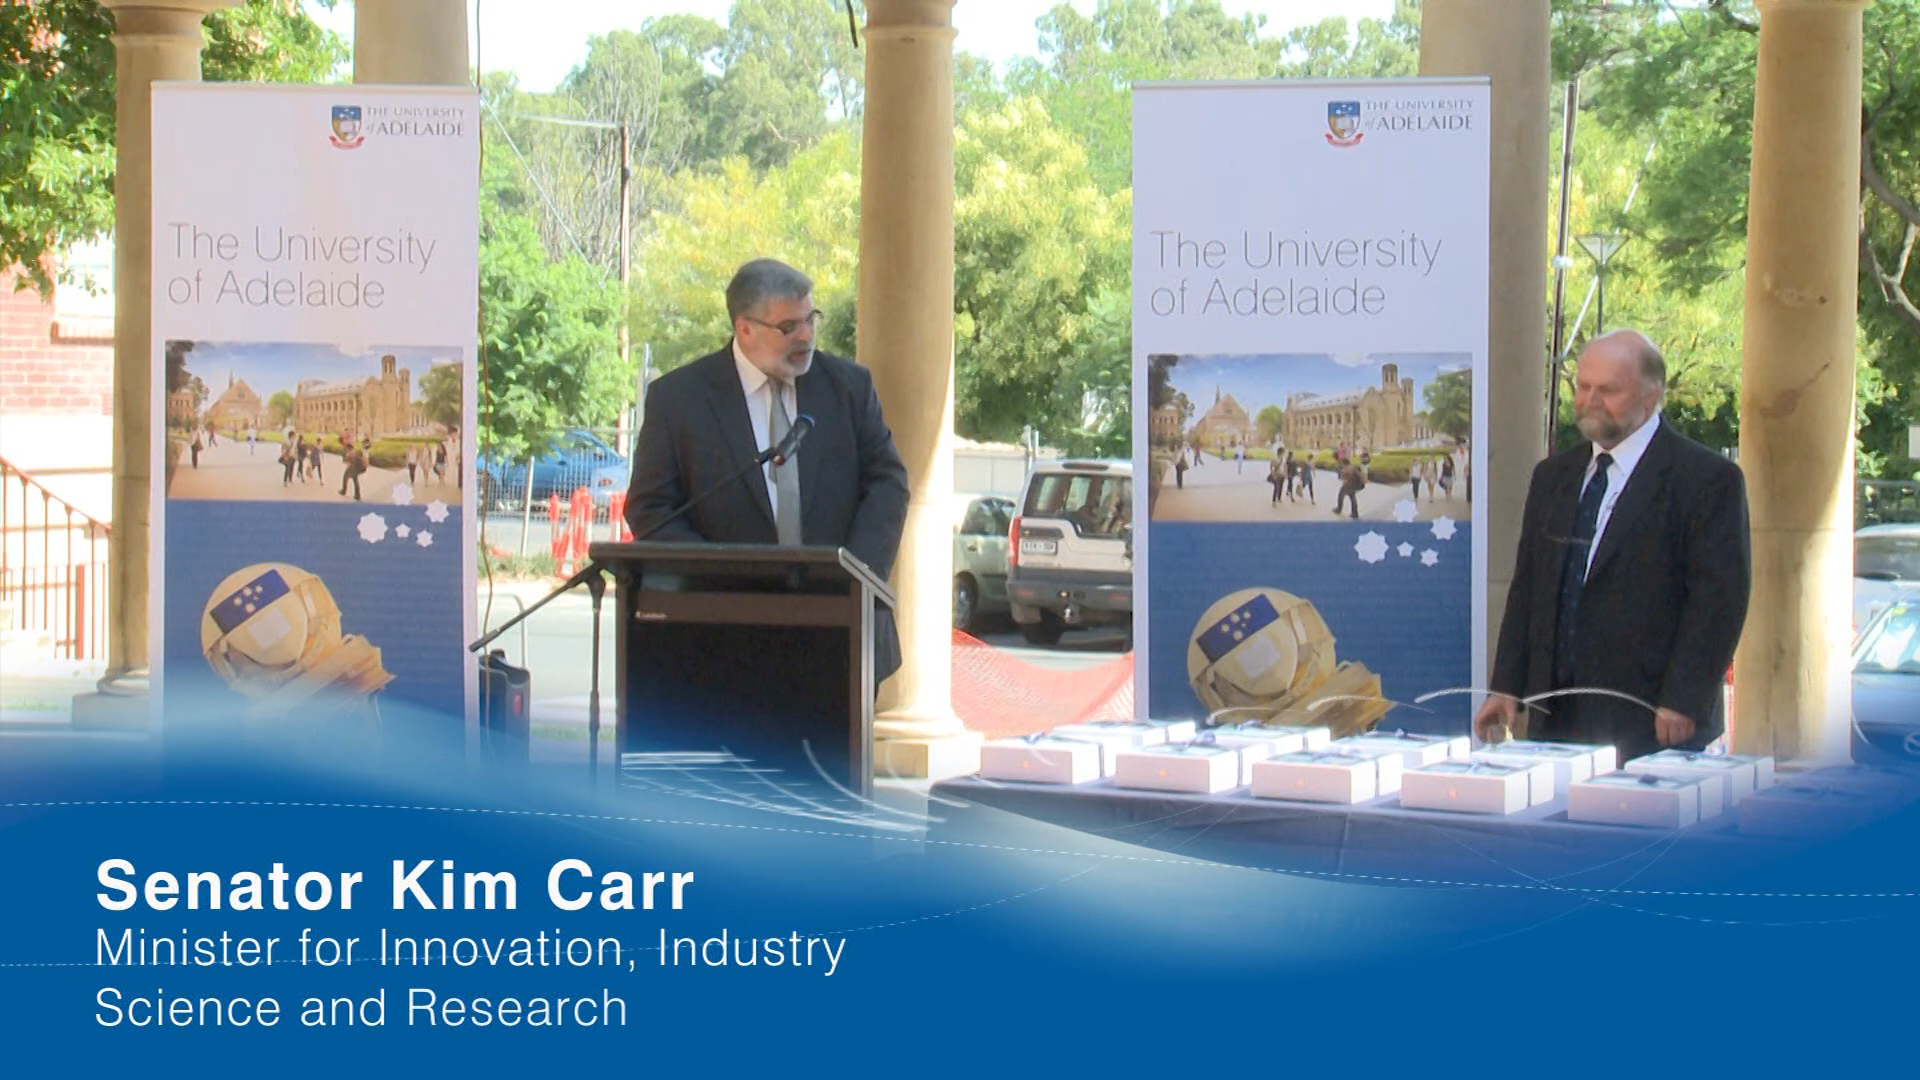 THE UNIVERSITY
of ADELAIDE
The University
of Adelaide
THE UNIVERSITY
of ADELAIDE
The University
of Adelaide
Senator Kim Carr
Minister for Innovation, Industry
Science and Research